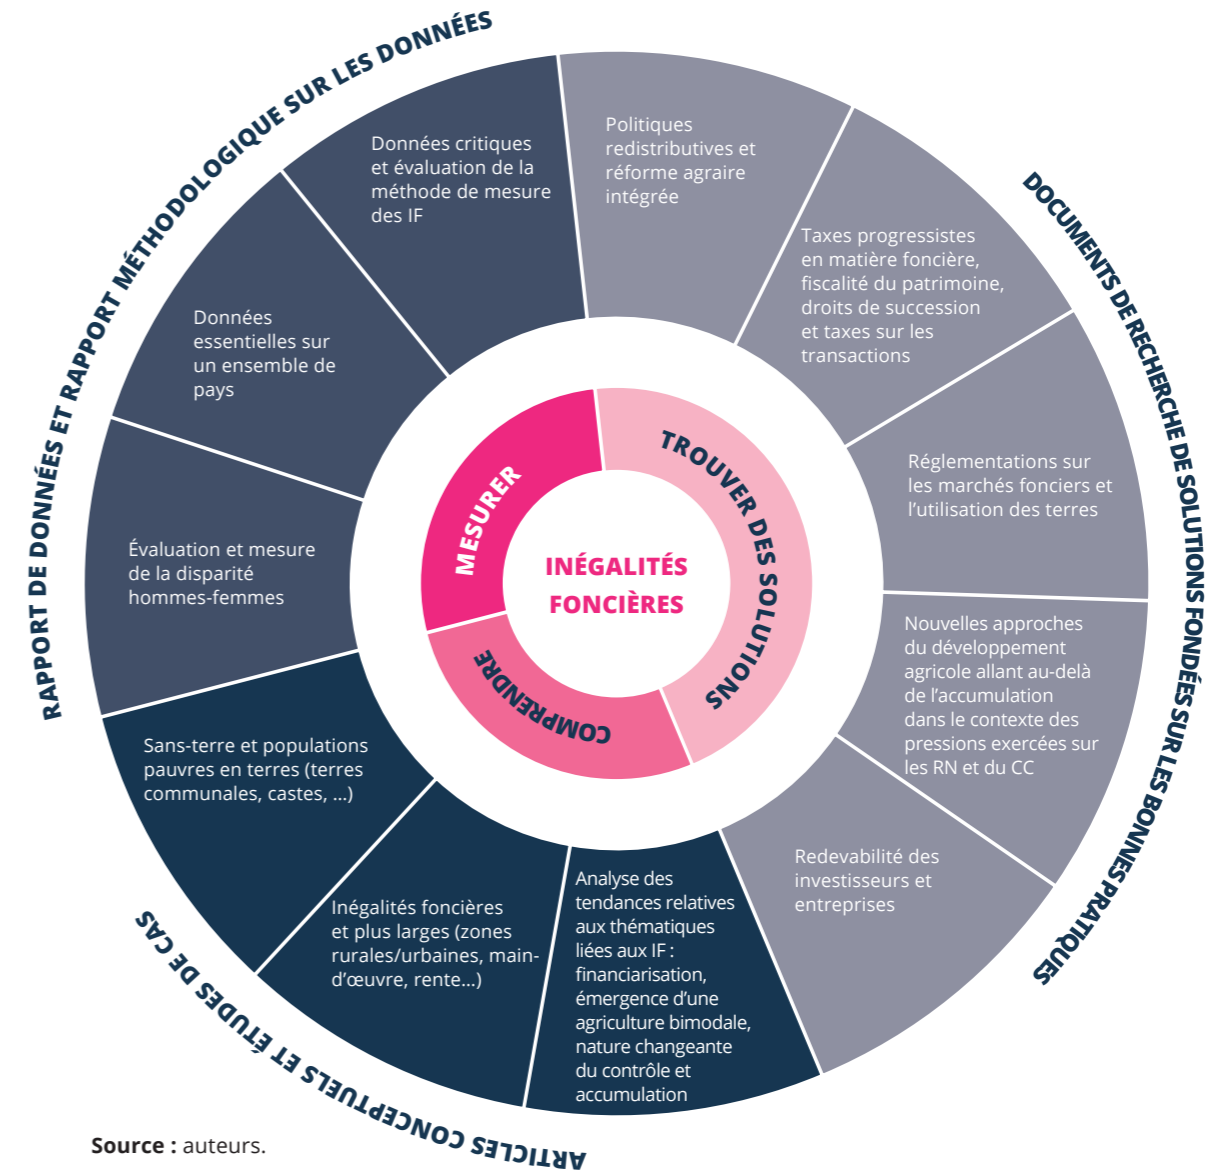 RAPPORT DE DONNÉES ET RAPPORT MÉTHODOLOGIQUE SUR LES DONNÉES
Données critiques
et évaluation de la
méthode de mesure
des IF
Données
essentielles sur
un ensemble de
pays
Évaluation et mesure
de la disparité
hommes-femmes
DOCUMENTS DE RECHERCHE DE SOLUTIONS FONDÉES SUR LES BONNES PRATIQUES
Politiques
redistributives et
réforme agraire
intégrée
Taxes progressistes
en matière foncière,
fiscalité du patrimoine,
droits de succession
et taxes sur les
transactions
Réglementations sur
les marchés fonciers et
l’utilisation des terres
Nouvelles approches
du développement
agricole allant au-delà
de l’accumulation
dans le contexte des
pressions exercées sur
les RN et du CC
Redevabilité des
investisseurs et
entreprises
ARTICLES CONCEPTUELS ET ÉTUDES DE CAS
Sans-terre et populations
pauvres en terres (terres
communales, castes, ...)
Inégalités foncières
et plus larges (zones
rurales/urbaines, main-
d’œuvre, rente...)
Analyse des
tendances relatives
aux thématiques
liées aux IF :
financiarisation,
émergence d’une
agriculture bimodale,
nature changeante
du contrôle et
accumulation
MESURER
TROUVER DES SOLUTIONS
COMPRENDRE
INÉGALITÉS
FONCIÈRES
Source : auteurs.